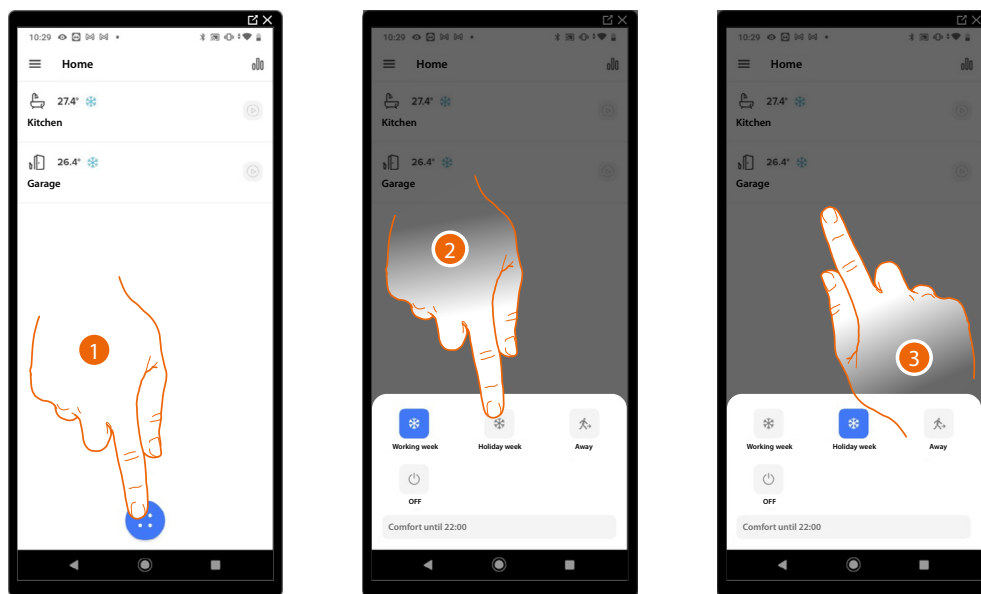 10:29
Home
27.4°
Kitchen
26.4°
Garage
1
10:29
Home
27.4°
Kitchen
26.4°
Garage
2
Working week
Holiday week
Away
OFF
Comfort until 22:00
10:29
Home
27.4°
Kitchen
26.4°
Garage
3
Working week
Holiday week
Away
OFF
Comfort until 22:00